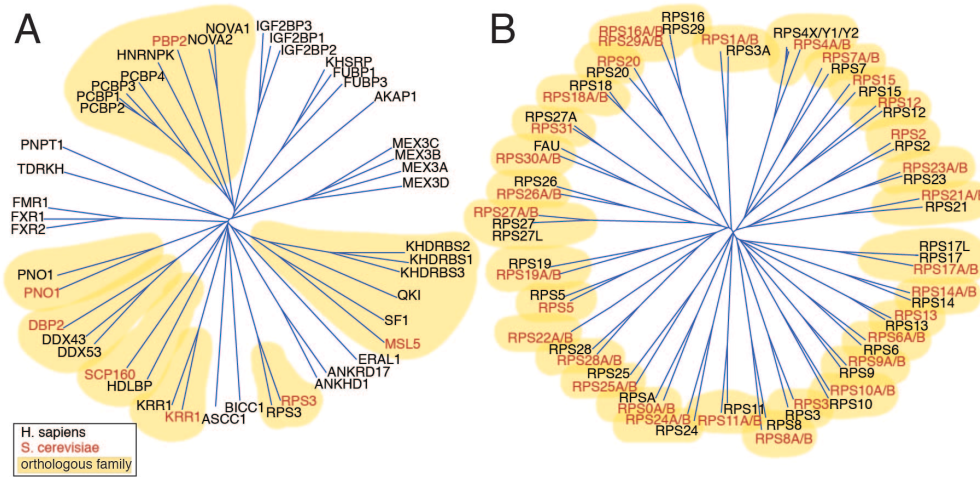 A
NOVA1
PBP2
NOVA2
HNRNPK
PCBP4
PCBP3
PCBP1
PCBP2
IGF2BP3
IGF2BP1
IGF2BP2
KHSRP
FUBP1
FUBP3
AKAP1
MEX3C
MEX3B
MEX3A
MEX3D
PNPT1
TDRKH
FMR1
FXR1
FXR2
PNO1
PNO1
DBP2
DDX43
DDX53
SCP160
HDLBP
KRR1
KRR1
ASCC1
BICC1
RPS3
RPS3
ANKHD1
ANKRD17
ERAL1
MSL5
SF1
QKI
KHDRBS3
KHDRBS1
KHDRBS2
H. sapiens
S. cerevisiae
orthologous family
B
RPS16
RPS16A/B
RPS29
RPS29A/B
RPS1A/B
RPS3A
RPS4X/Y1/Y2
RPS4A/B
RPS7A/B
RPS7
RPS15
RPS15
RPS12
RPS12
RPS2
RPS2
RPS23A/B
RPS23
RPS21A/B
RPS21
RPS17L
RPS17
RPS17A/B
RPS14A/B
RPS14
RPS13
RPS13
RPS6A/B
RPS6
RPS9A/B
RPS9
RPS10A/B
RPS10
RPS3
RPS3
RPS8
RPS8A/B
RPS11
RPS11A/B
RPS24
RPS24A/B
RPS0A/B
RPSA
RPS25A/B
RPS25
RPS28A/B
RPS28
RPS22A/B
RPS5
RPS5
RPS19A/B
RPS19
RPS27L
RPS27
RPS27A/B
RPS26A/B
RPS26
RPS30A/B
FAU
RPS31
RPS27A
RPS18A/B
RPS18
RPS20
RPS20